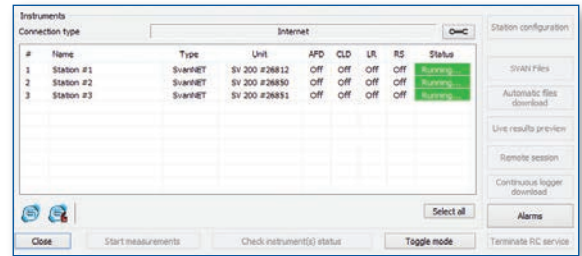 Instruments
Connection type Internet
# Name Type Unit AFD CLD LR RS Status
1 Station #1 SvanNET SV 200 #26812 Off Off Off Off Running...
2 Station #2 SvanNET SV 200 #26850 Off Off Off Off Running...
3 Station #3 SvanNET SV 200 #26851 Off Off Off Off Running...
Select all
Close Start measurements Check instrument(s) status Toggle mode
Station configuration
SVAN Files
Automatic files
download
Live results preview
Remote session
Continuous logger
download
Alarms
Terminate RC service